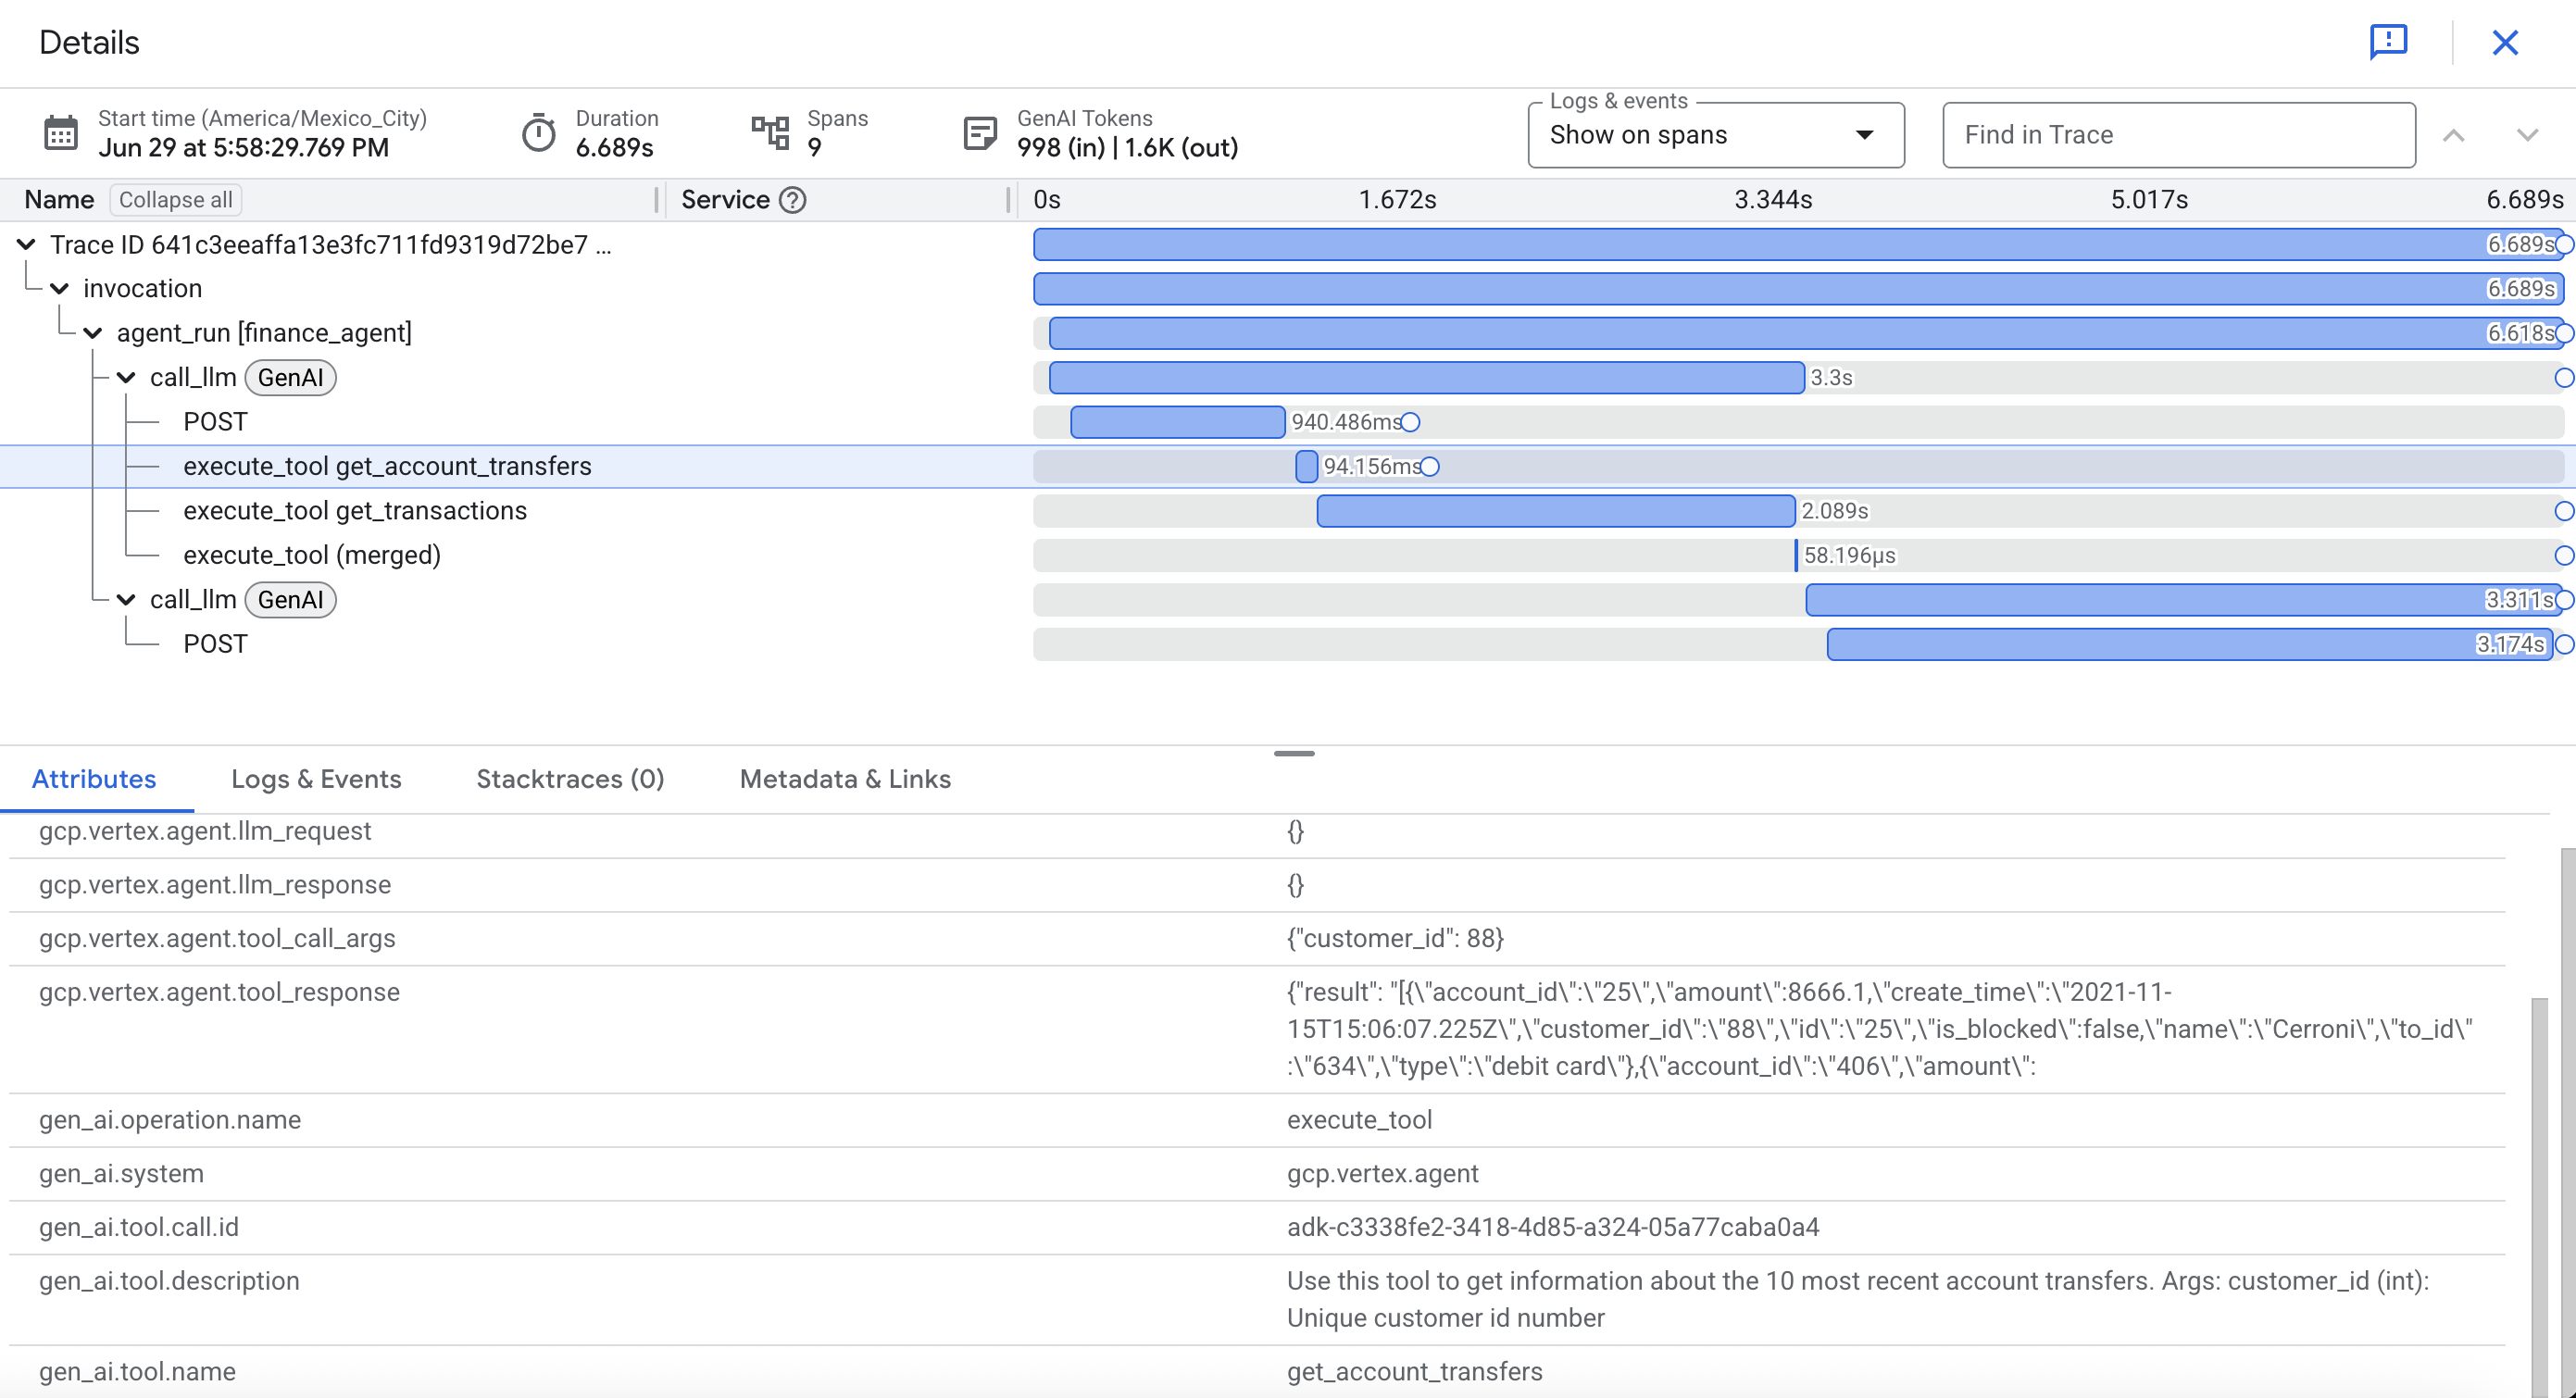 Details
Start time (America/Mexico_City)
Jun 29 at 5:58:29.769 PM
Duration
6.689s
Spans
9
GenAI Tokens
998 (in) | 1.6K (out)
Logs & events
Show on spans
Find in Trace
Name Collapse all Service 0s 1.672s 3.344s 5.017s 6.689s
Trace ID 641c3eeaffa13e3fc711fd9319d72be7 ... 6.689s
invocation 6.689s
agent_run [finance_agent] 6.618s
call_llm GenAI 3.3s
POST 940.486ms
execute_tool get_account_transfers 94.156ms
execute_tool get_transactions 2.089s
execute_tool (merged) 58.196µs
call_llm GenAI 3.311s
POST 3.174s
Attributes Logs & Events Stacktraces (0) Metadata & Links
gcp.vertex.agent.llm_request {}
gcp.vertex.agent.llm_response {}
gcp.vertex.agent.tool_call_args {"customer_id": 88}
gcp.vertex.agent.tool_response {"result": "[{\"account_id\":\"25\",\"amount\":8666.1,\"create_time\":\"2021-11-
15T15:06:07.225Z\",\"customer_id\":\"88\",\"id\":\"25\",\"is_blocked\":false,\"name\":\"Cerroni\",\"to_id\"
:\"634\",\"type\":\"debit card\"},{\"account_id\":\"406\",\"amount\":
gen_ai.operation.name execute_tool
gen_ai.system gcp.vertex.agent
gen_ai.tool.call.id adk-c3338fe2-3418-4d85-a324-05a77caba0a4
gen_ai.tool.description Use this tool to get information about the 10 most recent account transfers. Args: customer_id (int):
Unique customer id number
gen_ai.tool.name get_account_transfers